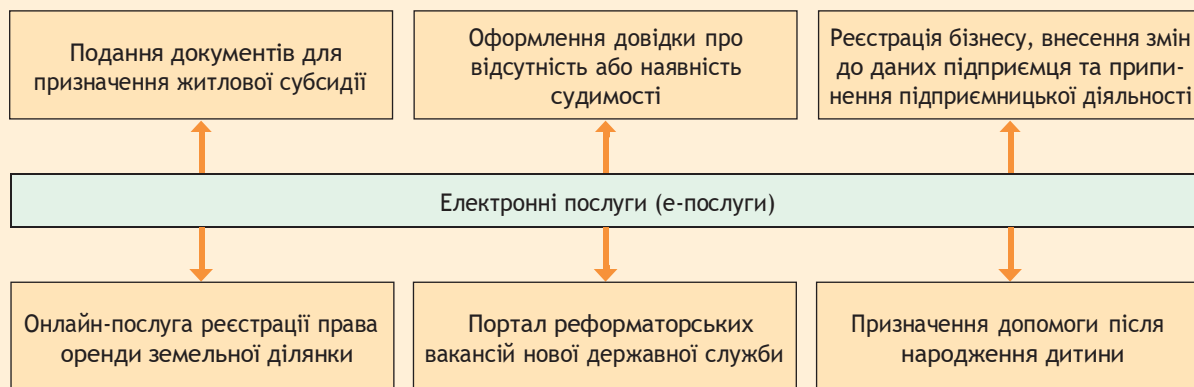 Подання документів для
призначення житлової субсидії
Оформлення довідки про
відсутність або наявність
судимості
Реєстрація бізнесу, внесення змін
до даних підприємця та припи-
нення підприємницької діяльності
Електронні послуги (е-послуги)
Онлайн-послуга реєстрації права
оренди земельної ділянки
Портал реформаторських
вакансій нової державної служби
Призначення допомоги після
народження дитини